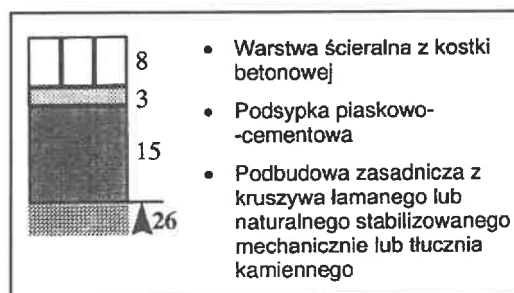 8
3
15
26
• Warstwa ścieralna z kostki
betonowej
• Podsypka piaskowo-
-cementowa
• Podbudowa zasadnicza z
kruszywa łamanego lub
naturalnego stabilizowanego
mechanicznie lub tłucznia
kamiennego